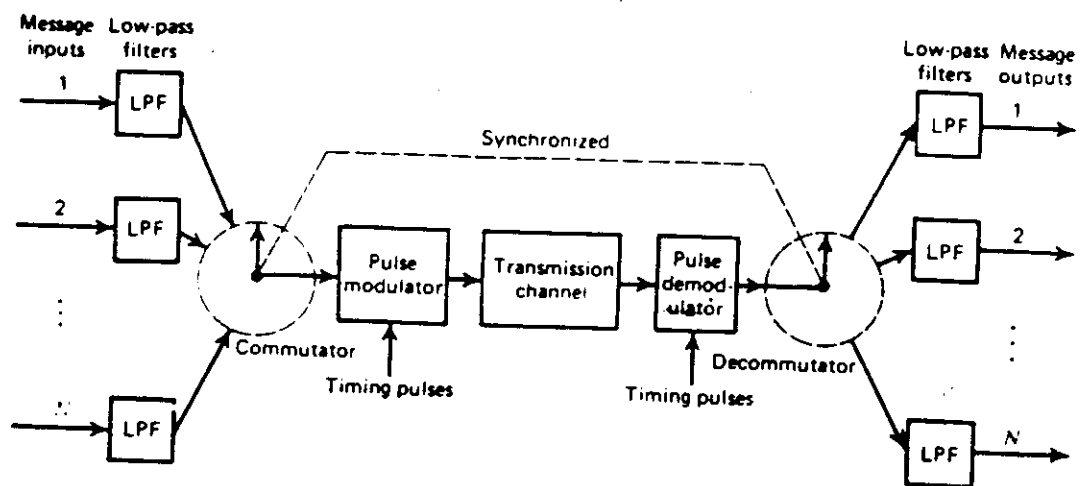 Message
inputs
Low-pass
filters
Low-pass
filters
Message
outputs
1
LPF
LPF
1
Synchronized
2
LPF
LPF
2
Pulse
modulator
Transmission
channel
Pulse
demod-
ulator
Commutator
Decommutator
Timing pulses
Timing pulses
LPF
LPF
N